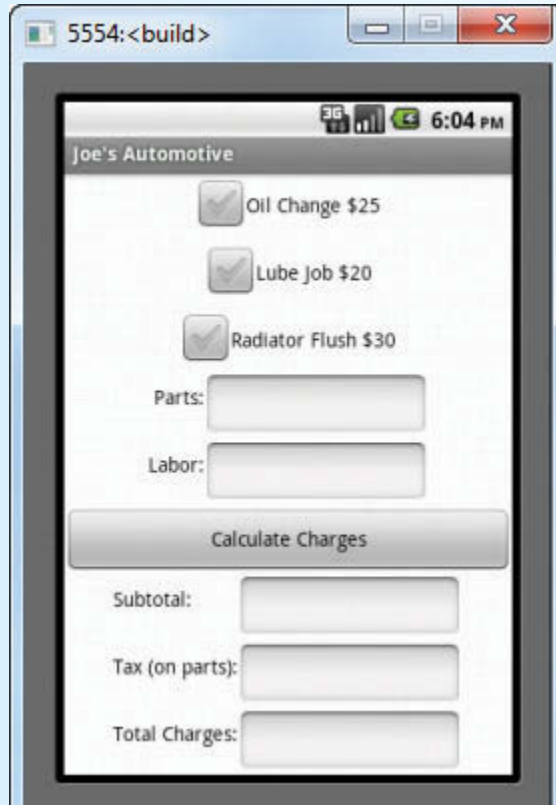 5554:<build>
3G 6:04 PM
Joe's Automotive
Oil Change $25
Lube Job $20
Radiator Flush $30
Parts:
Labor:
Calculate Charges
Subtotal:
Tax (on parts):
Total Charges: